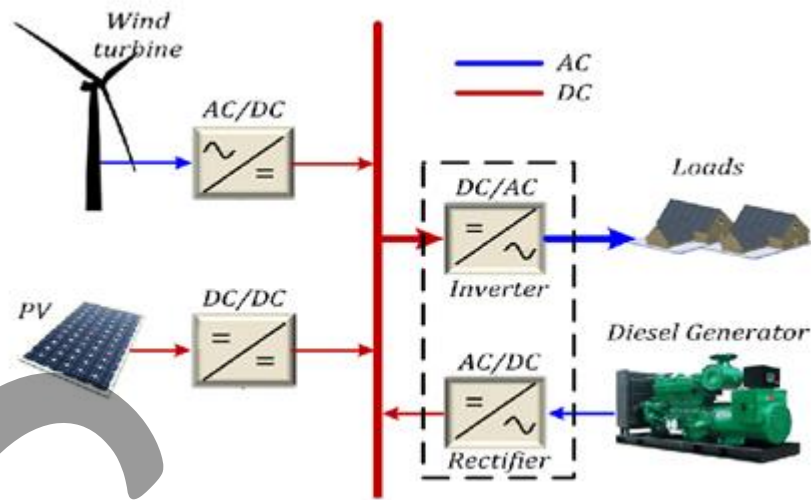 Wind
turbine
AC/DC
AC
DC
DC/AC
Inverter
Loads
PV
DC/DC
AC/DC
Rectifier
Diesel Generator